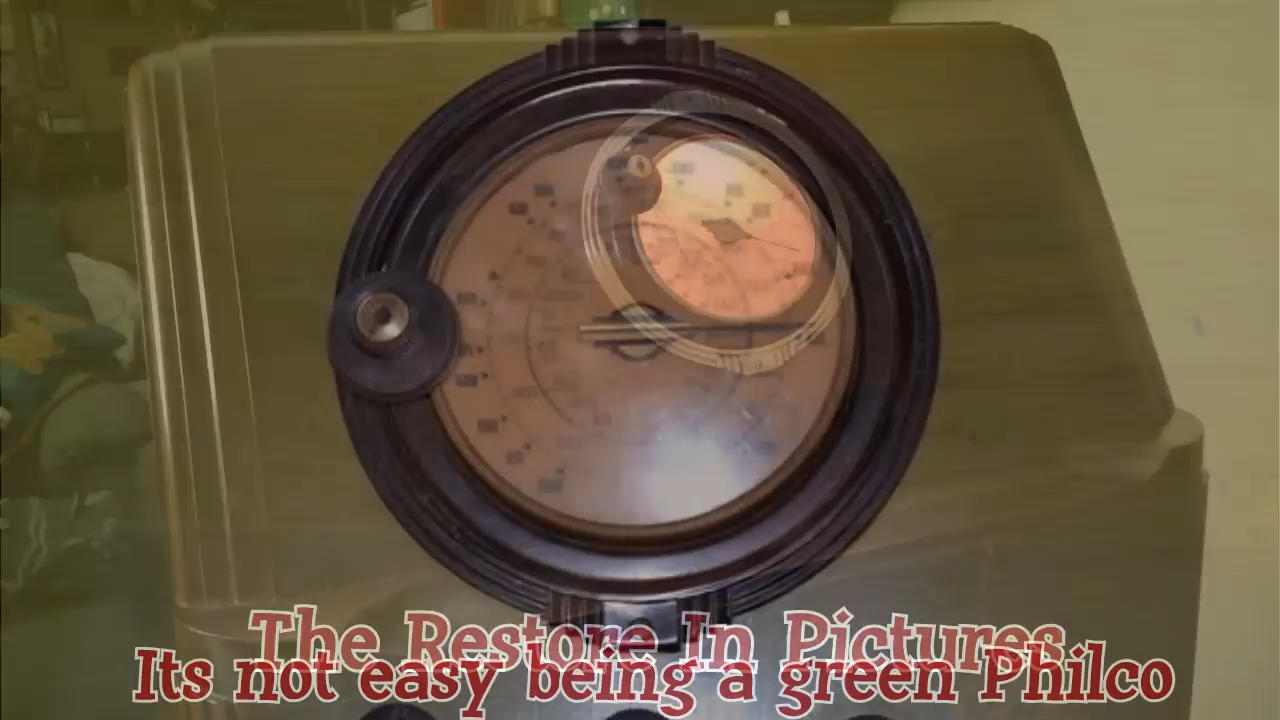 The Restore In Pictures
Its not easy being a green Philco